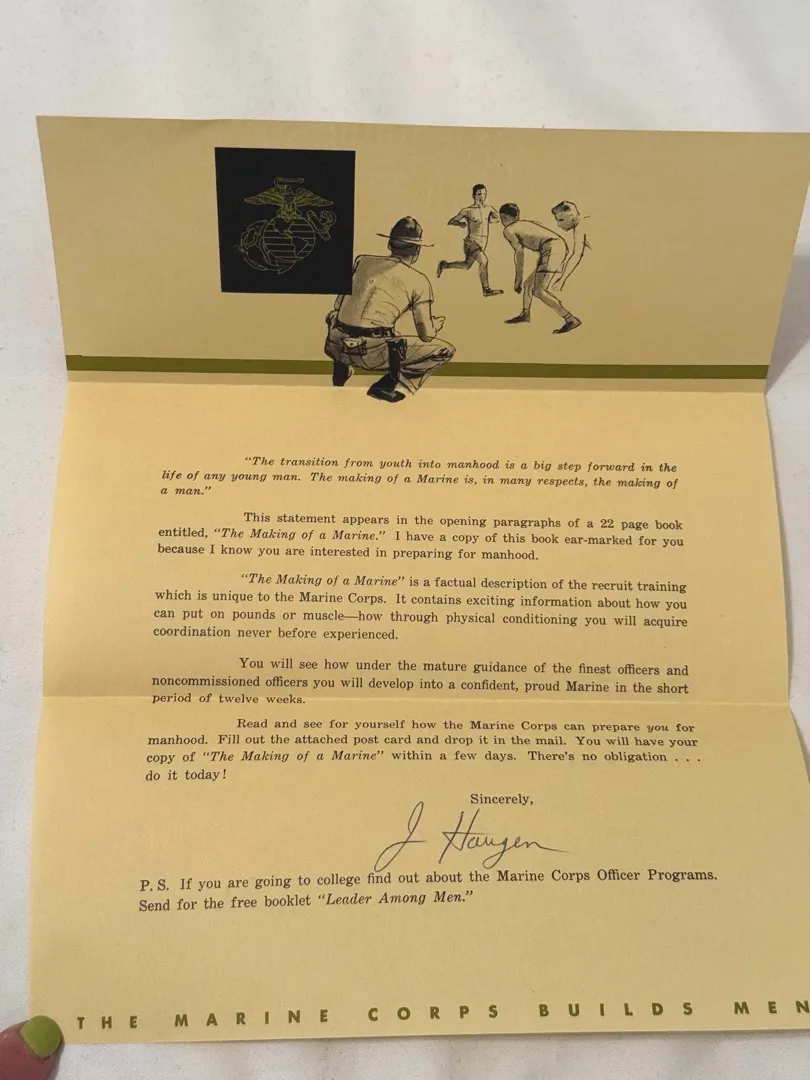 "The transition from youth into manhood is a big step forward in the
life of any young man. The making of a Marine is, in many respects, the making of
a man."
This statement appears in the opening paragraphs of a 22 page book
entitled, "The Making of a Marine." I have a copy of this book ear-marked for you
because I know you are interested in preparing for manhood.
"The Making of a Marine" is a factual description of the recruit training
which is unique to the Marine Corps. It contains exciting information about how you
can put on pounds or muscle—how through physical conditioning you will acquire
coordination never before experienced.
You will see how under the mature guidance of the finest officers and
noncommissioned officers you will develop into a confident, proud Marine in the short
period of twelve weeks.
Read and see for yourself how the Marine Corps can prepare you for
manhood. Fill out the attached post card and drop it in the mail. You will have your
copy of "The Making of a Marine" within a few days. There's no obligation . . .
do it today!
Sincerely,
J Haugen
P. S. If you are going to college find out about the Marine Corps Officer Programs.
Send for the free booklet "Leader Among Men."
THE MARINE CORPS BUILDS MEN